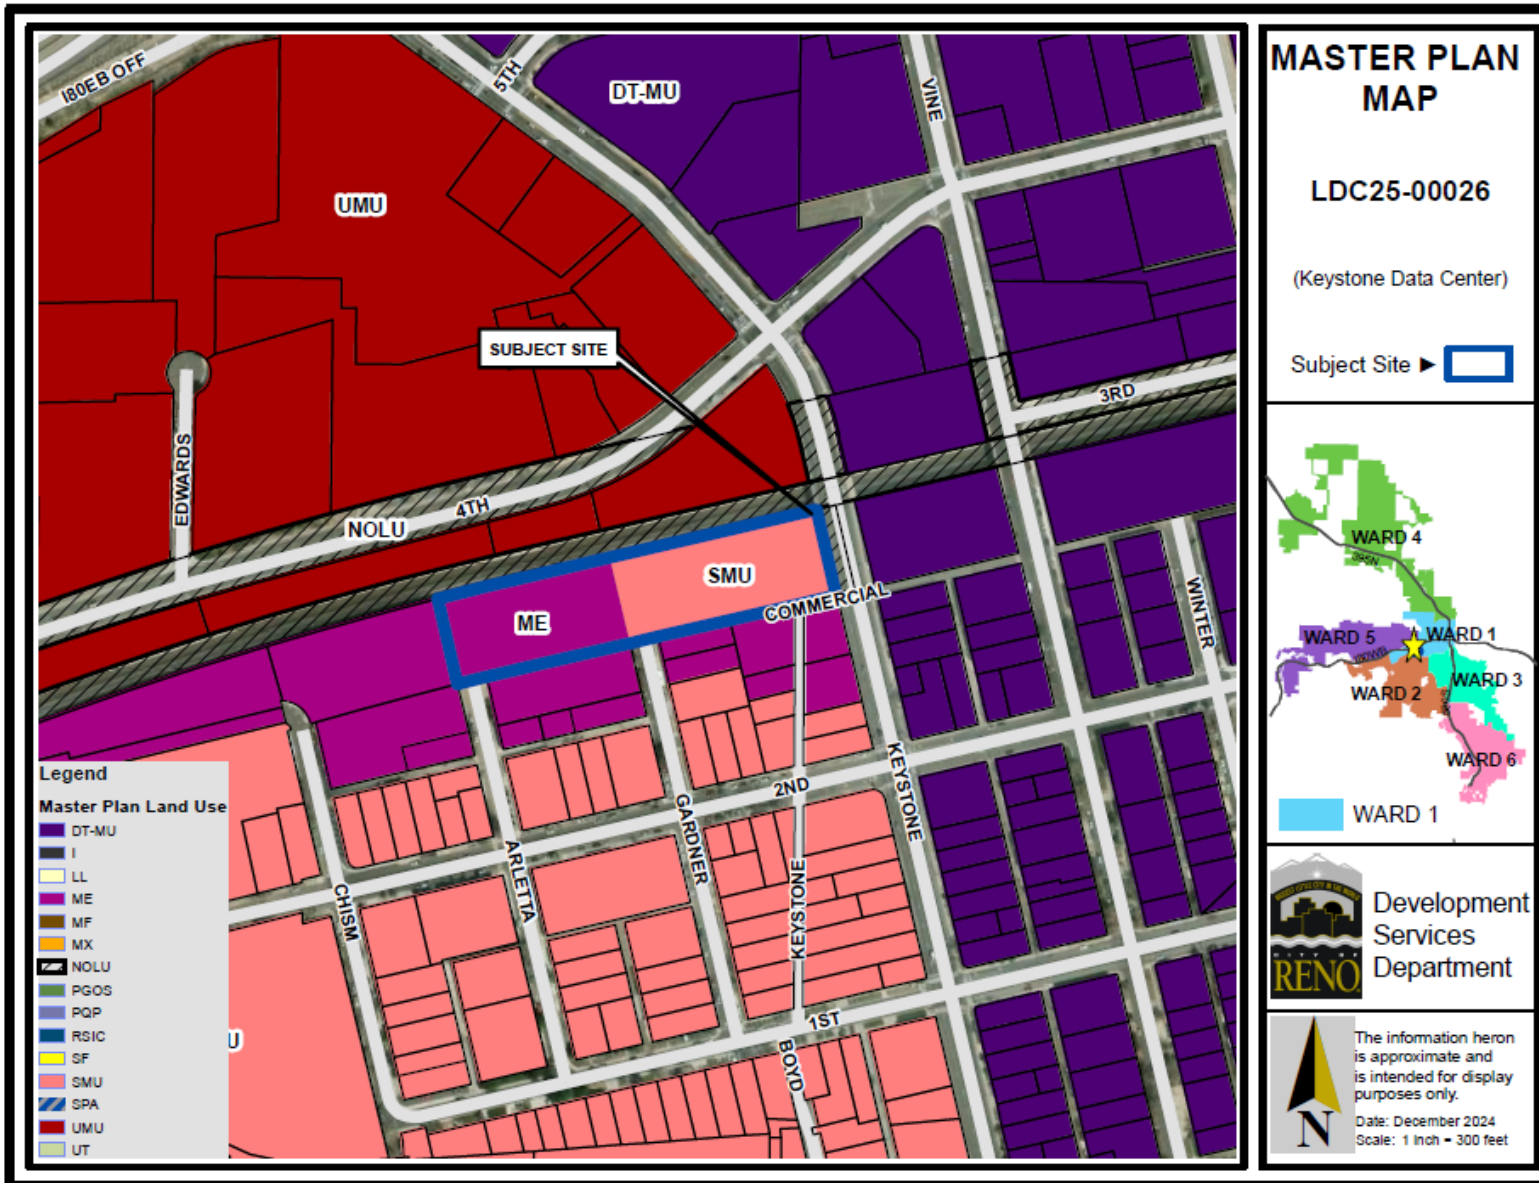 I80EB OFF
5TH
DT-MU
VINE
UMU
SUBJECT SITE
3RD
EDWARDS
4TH
NOLU
SMU
COMMERCIAL
ME
WINTER
KEYSTONE
2ND
GARDNER
ARLETTA
CHISM
KEYSTONE
1ST
BOYD
U
Legend
Master Plan Land Use
DT-MU
I
LL
ME
MF
MX
NOLU
PGOS
PQP
RSIC
SF
SMU
SPA
UMU
UT
MASTER PLAN
MAP
LDC25-00026
(Keystone Data Center)
Subject Site ►
WARD 4
395N
WARD 5
WARD 1
I80WB
WARD 3
WARD 2
WARD 6
WARD 1
CITY OF
RENO
Development
Services
Department
N
The information heron
is approximate and
is intended for display
purposes only.
Date: December 2024
Scale: 1 inch = 300 feet